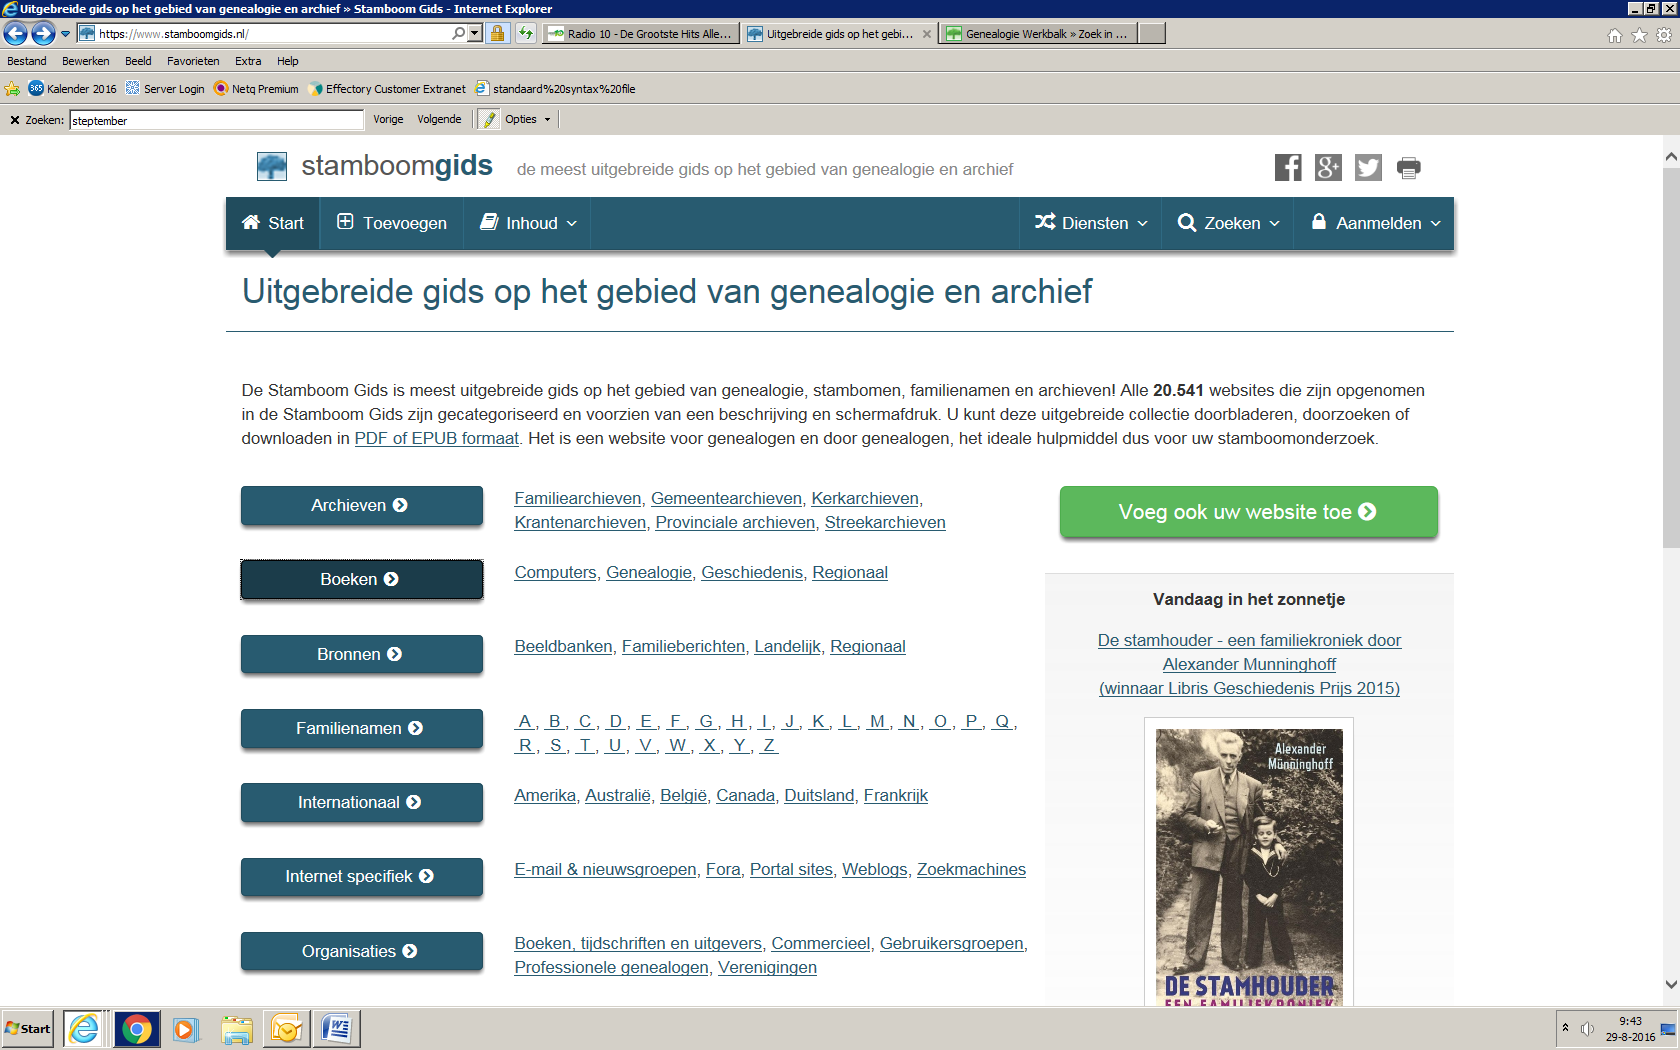 Uitgebreide gids op het gebied van genealogie en archief » Stamboom Gids - Internet Explorer
https://www.stamboomgids.nl/
Radio 10 - De Grootste Hits Alle...
Uitgebreide gids op het gebi...
Genealogie Werkbalk » Zoek in ...
Bestand Bewerken Beeld Favorieten Extra Help
365 Kalender 2016 Server Login Netq Premium Effectory Customer Extranet standaard%20syntax%20file
Zoeken: steptember Vorige Volgende Opties
stamboomgids de meest uitgebreide gids op het gebied van genealogie en archief
Start Toevoegen Inhoud Diensten Zoeken Aanmelden
Uitgebreide gids op het gebied van genealogie en archief
De Stamboom Gids is meest uitgebreide gids op het gebied van genealogie, stambomen, familienamen en archieven! Alle 20.541 websites die zijn opgenomen
in de Stamboom Gids zijn gecategoriseerd en voorzien van een beschrijving en schermafdruk. U kunt deze uitgebreide collectie doorbladeren, doorzoeken of
downloaden in PDF of EPUB formaat. Het is een website voor genealogen en door genealogen, het ideale hulpmiddel dus voor uw stamboomonderzoek.
Archieven
Familiearchieven, Gemeentearchieven, Kerkarchieven,
Krantenarchieven, Provinciale archieven, Streekarchieven
Boeken
Computers, Genealogie, Geschiedenis, Regionaal
Bronnen
Beeldbanken, Familieberichten, Landelijk, Regionaal
Familienamen
A, B, C, D, E, F, G, H, I, J, K, L, M, N, O, P, Q,
R, S, T, U, V, W, X, Y, Z
Internationaal
Amerika, Australië, België, Canada, Duitsland, Frankrijk
Internet specifiek
E-mail & nieuwsgroepen, Fora, Portal sites, Weblogs, Zoekmachines
Organisaties
Boeken, tijdschriften en uitgevers, Commercieel, Gebruikersgroepen,
Professionele genealogen, Verenigingen
Voeg ook uw website toe
Vandaag in het zonnetje
De stamhouder - een familiekroniek door
Alexander Munninghoff
(winnaar Libris Geschiedenis Prijs 2015)
Alexander
Münninghoff
DE STAMHOUDER
EEN FAMILIEKRONIEK
Start
9:43
29-8-2016